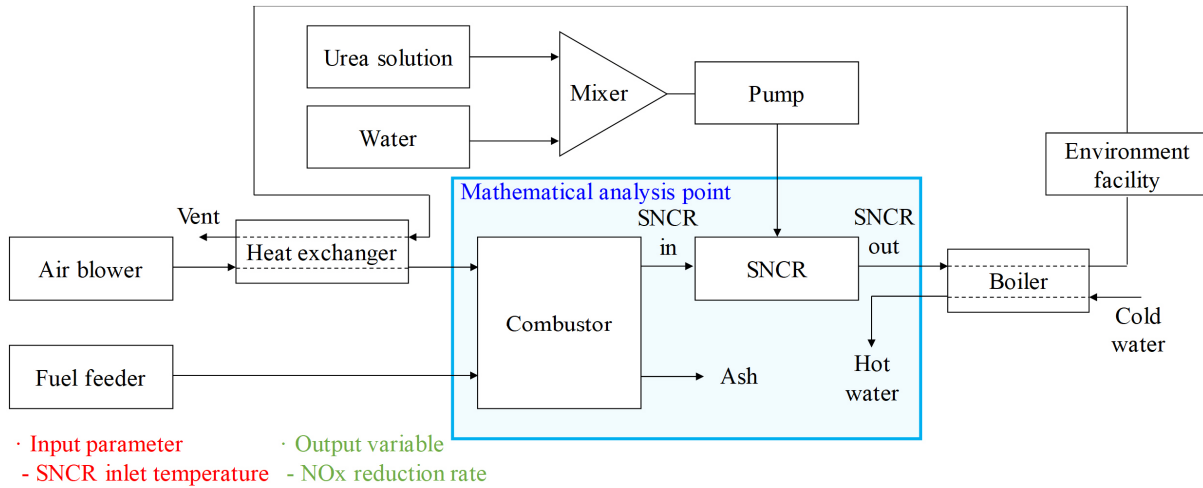 Urea solution
Mixer
Pump
Water
Environment
facility
Mathematical analysis point
Vent
SNCR
in
SNCR
out
Air blower
Heat exchanger
SNCR
Boiler
Combustor
Cold
water
Fuel feeder
Ash
Hot
water
· Input parameter
- SNCR inlet temperature
· Output variable
- NOx reduction rate